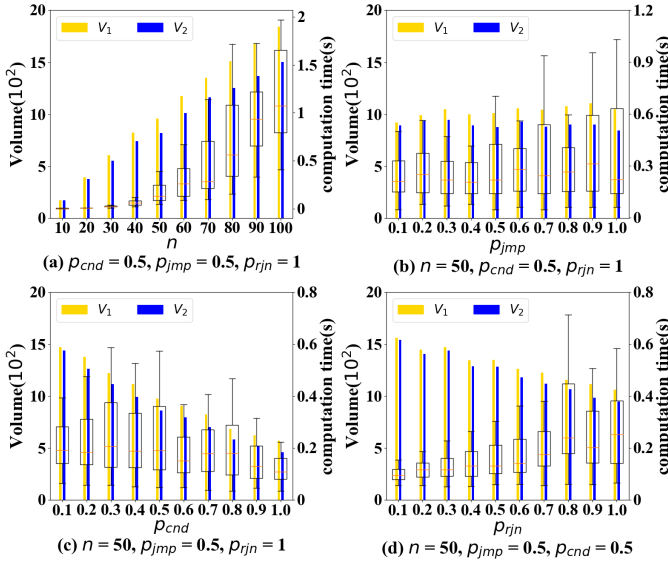 20
15
10
5
0
Volume(10²)
V₁ V₂
2
1.5
1
0.5
0
computation time(s)
10 20 30 40 50 60 70 80 90 100
n
(a) p_cnd = 0.5, p_jmp = 0.5, p_rjn = 1
20
15
10
5
0
Volume(10²)
V₁ V₂
1.2
0.9
0.6
0.3
0.0
computation time(s)
0.1 0.2 0.3 0.4 0.5 0.6 0.7 0.8 0.9 1.0
p_jmp
(b) n = 50, p_cnd = 0.5, p_rjn = 1
20
15
10
5
0
Volume(10²)
V₁ V₂
0.8
0.6
0.4
0.2
0.0
computation time(s)
0.1 0.2 0.3 0.4 0.5 0.6 0.7 0.8 0.9 1.0
p_cnd
(c) n = 50, p_jmp = 0.5, p_rjn = 1
20
15
10
5
0
Volume(10²)
V₁ V₂
0.8
0.6
0.4
0.2
0.0
computation time(s)
0.1 0.2 0.3 0.4 0.5 0.6 0.7 0.8 0.9 1.0
p_rjn
(d) n = 50, p_jmp = 0.5, p_cnd = 0.5